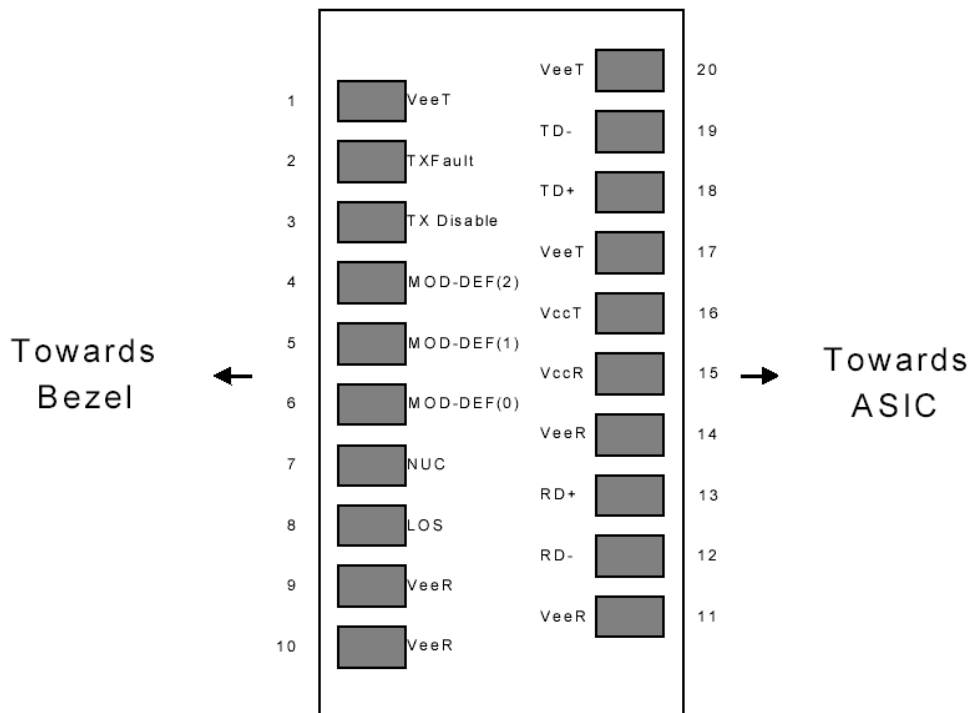 VeeT 20
1 VeeT
TD- 19
2 TXFault
TD+ 18
3 TX Disable
VeeT 17
4 MOD-DEF(2)
VccT 16
5 MOD-DEF(1)
Towards
Bezel
VccR 15
Towards
ASIC
6 MOD-DEF(0)
VeeR 14
7 NUC
RD+ 13
8 LOS
RD- 12
9 VeeR
VeeR 11
10 VeeR